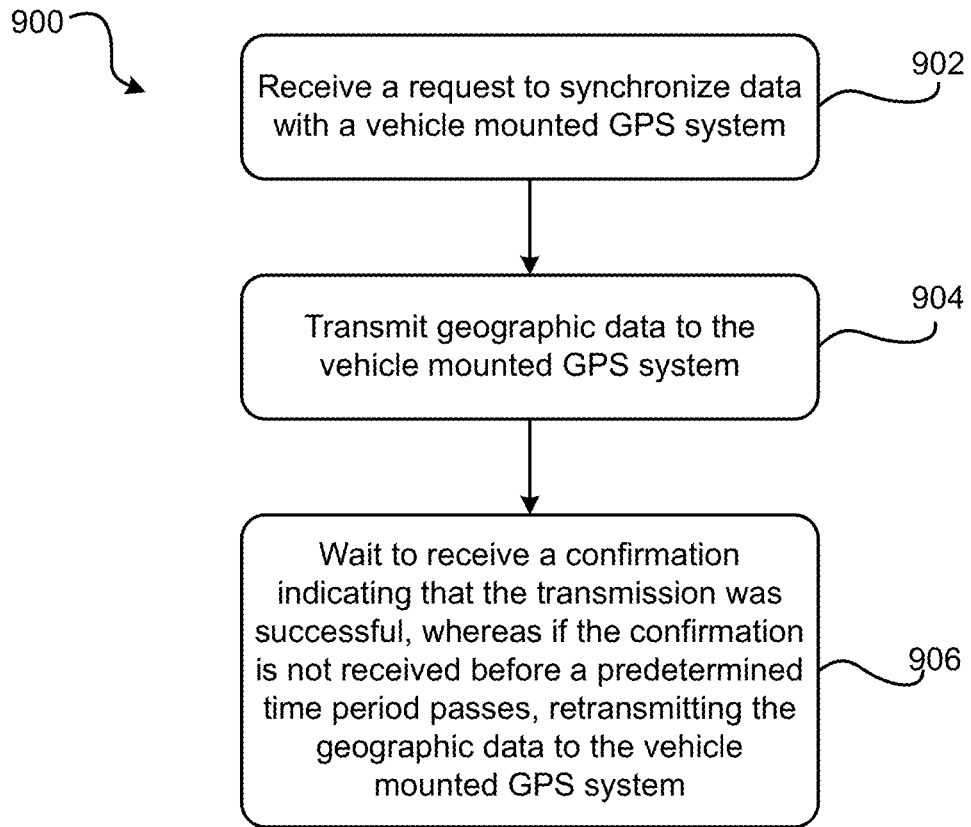 900
Receive a request to synchronize data
with a vehicle mounted GPS system
902
Transmit geographic data to the
vehicle mounted GPS system
904
Wait to receive a confirmation
indicating that the transmission was
successful, whereas if the confirmation
is not received before a predetermined
time period passes, retransmitting the
geographic data to the vehicle
mounted GPS system
906